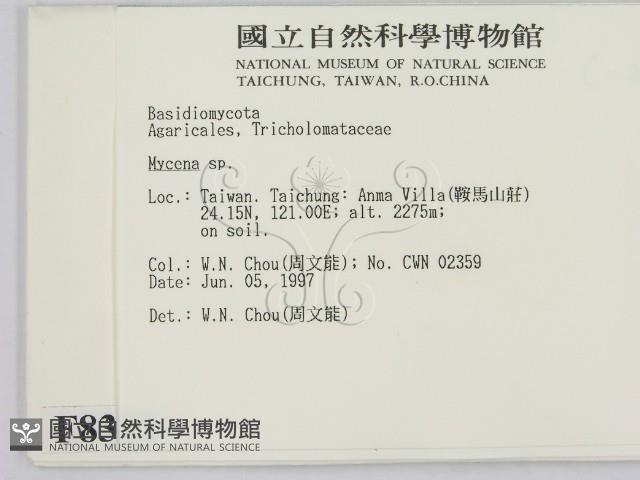 國立自然科學博物館
NATIONAL MUSEUM OF NATURAL SCIENCE
TAICHUNG, TAIWAN, R.O.CHINA
Basidiomycota
Agaricales, Tricholomataceae
Mycena sp.
Loc.: Taiwan. Taichung: Anma Villa(鞍馬山莊)
24.15N, 121.00E; alt. 2275m;
on soil.
Col.: W.N. Chou(周文能); No. CWN 02359
Date: Jun. 05, 1997
Det.: W.N. Chou(周文能)
F83
國立自然科學博物館
NATIONAL MUSEUM OF NATURAL SCIENCE